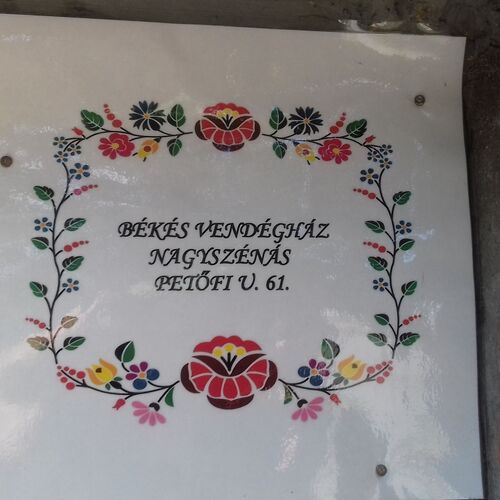 BÉKÉS VENDÉGHÁZ
NAGYSZÉNÁS
PETŐFI U. 61.